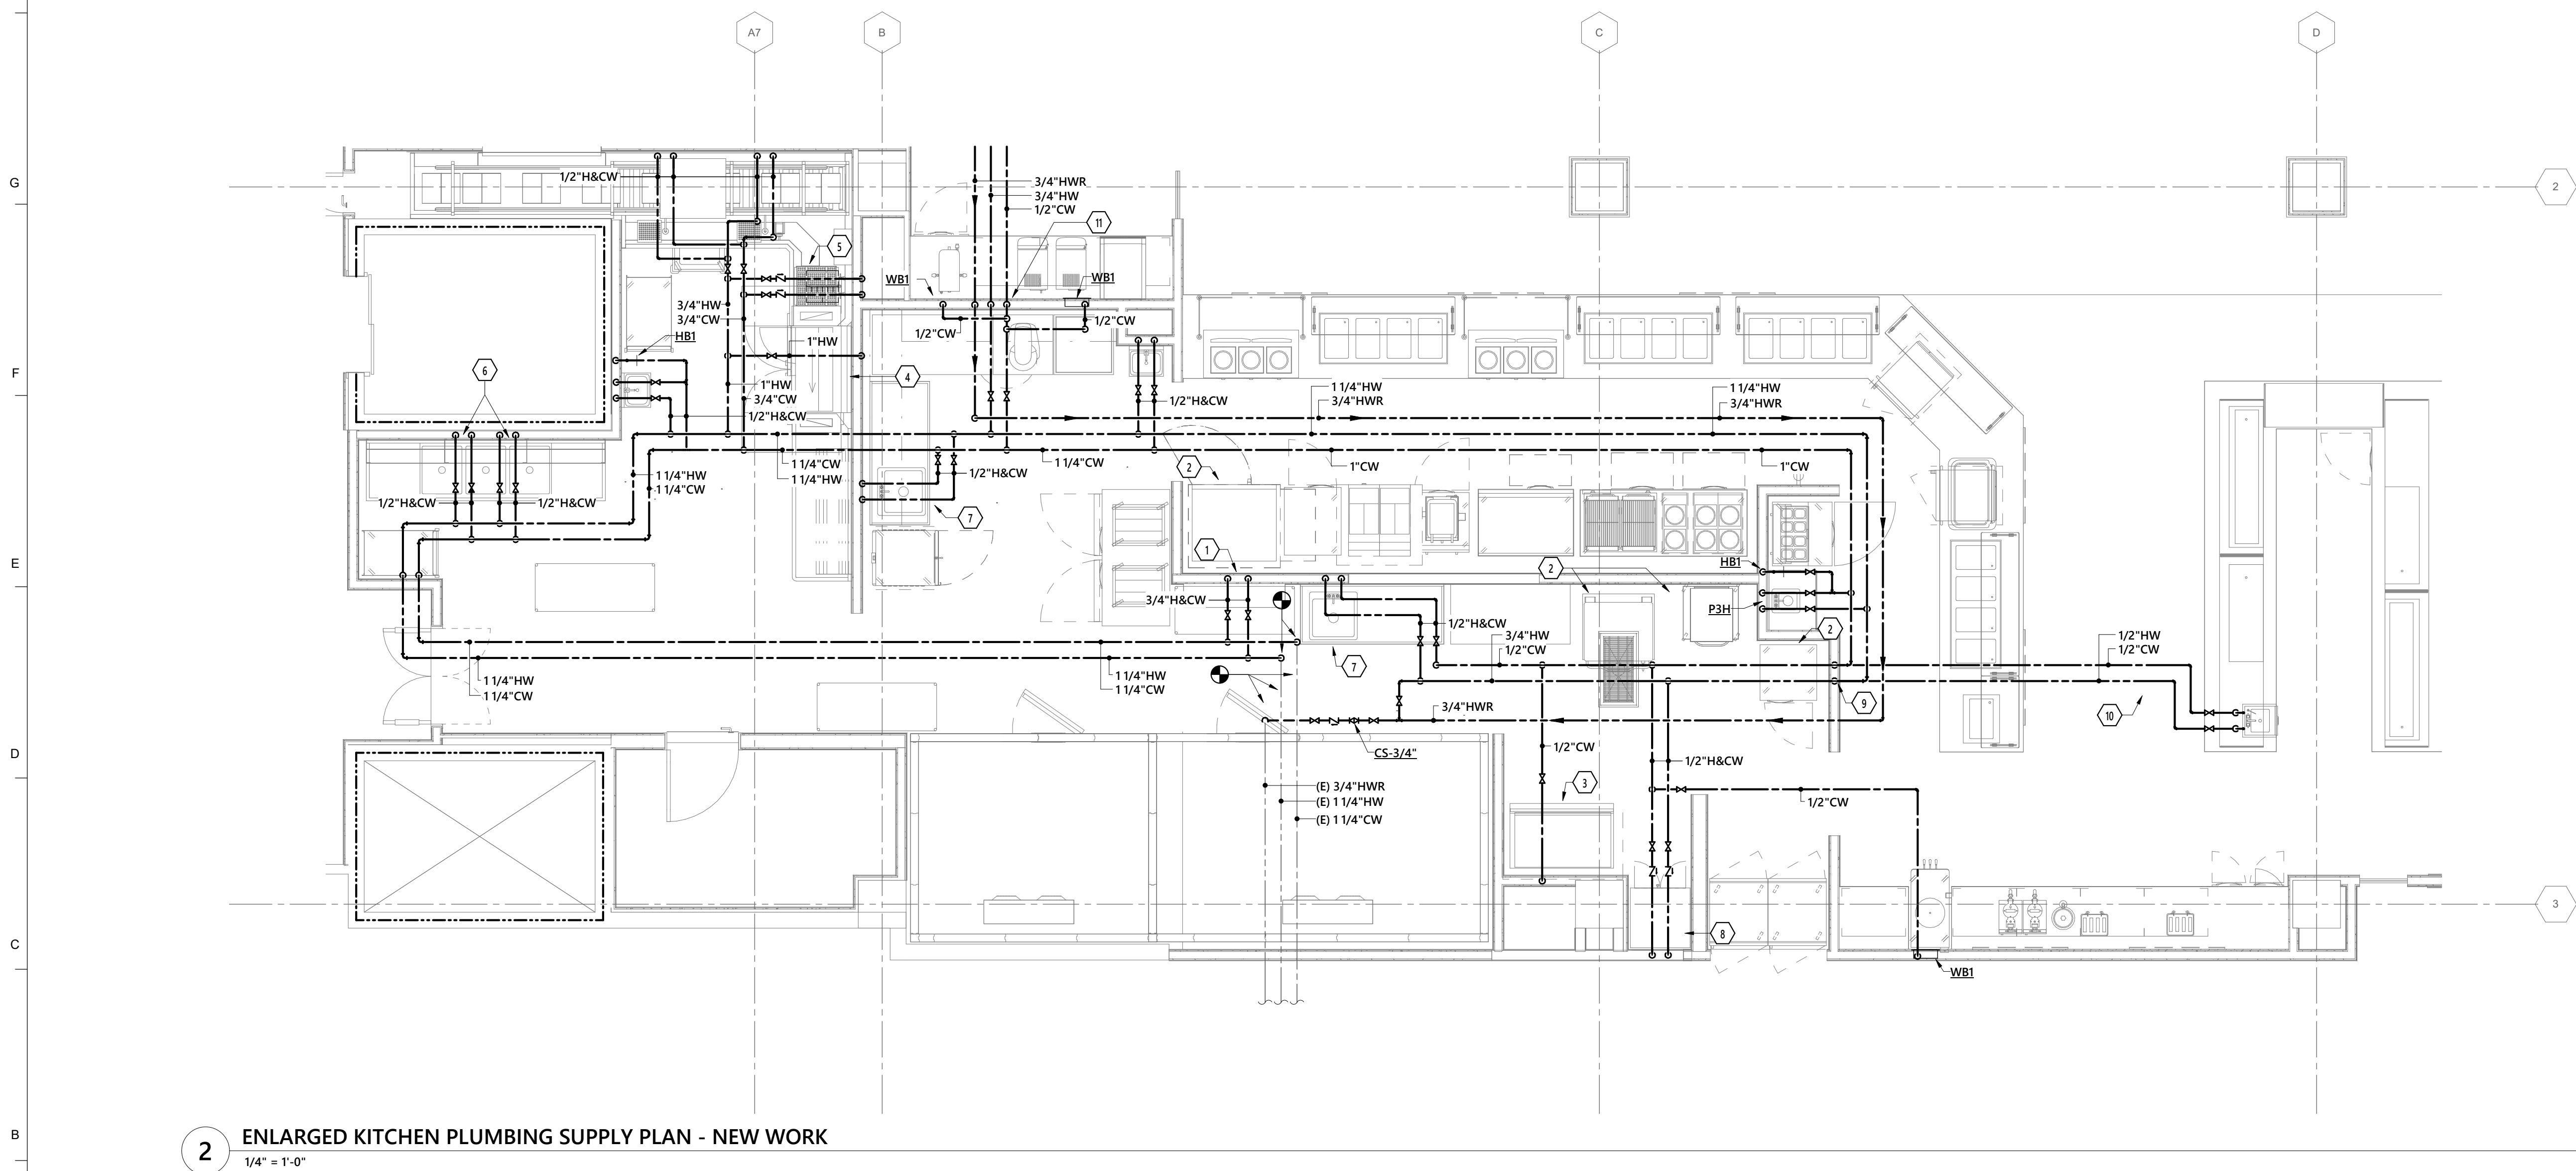 A7
B
C
D
G
2
1/2"H&CW
3/4"HWR
3/4"HW
1/2"CW
11
5
WB1
WB1
3/4"HW
3/4"CW
HB1
1/2"CW
1/2"CW
1"HW
F
6
4
1"HW
3/4"CW
1/2"H&CW
1/2"H&CW
1 1/4"HW
3/4"HWR
1 1/4"HW
3/4"HWR
1 1/4"CW
1 1/4"HW
1 1/4"CW
1"CW
1"CW
2
1 1/4"HW
1 1/4"CW
1/2"H&CW
1/2"H&CW
1/2"H&CW
7
E
1
2
HB1
3/4"H&CW
P3H
1/2"H&CW
2
3/4"HW
1/2"CW
1/2"HW
1/2"CW
7
1 1/4"HW
1 1/4"CW
1 1/4"HW
1 1/4"CW
9
10
3/4"HWR
D
CS-3/4"
1/2"CW
1/2"H&CW
3
(E) 3/4"HWR
(E) 1 1/4"HW
(E) 1 1/4"CW
1/2"CW
3
8
C
WB1
B
2
ENLARGED KITCHEN PLUMBING SUPPLY PLAN - NEW WORK
1/4" = 1'-0"